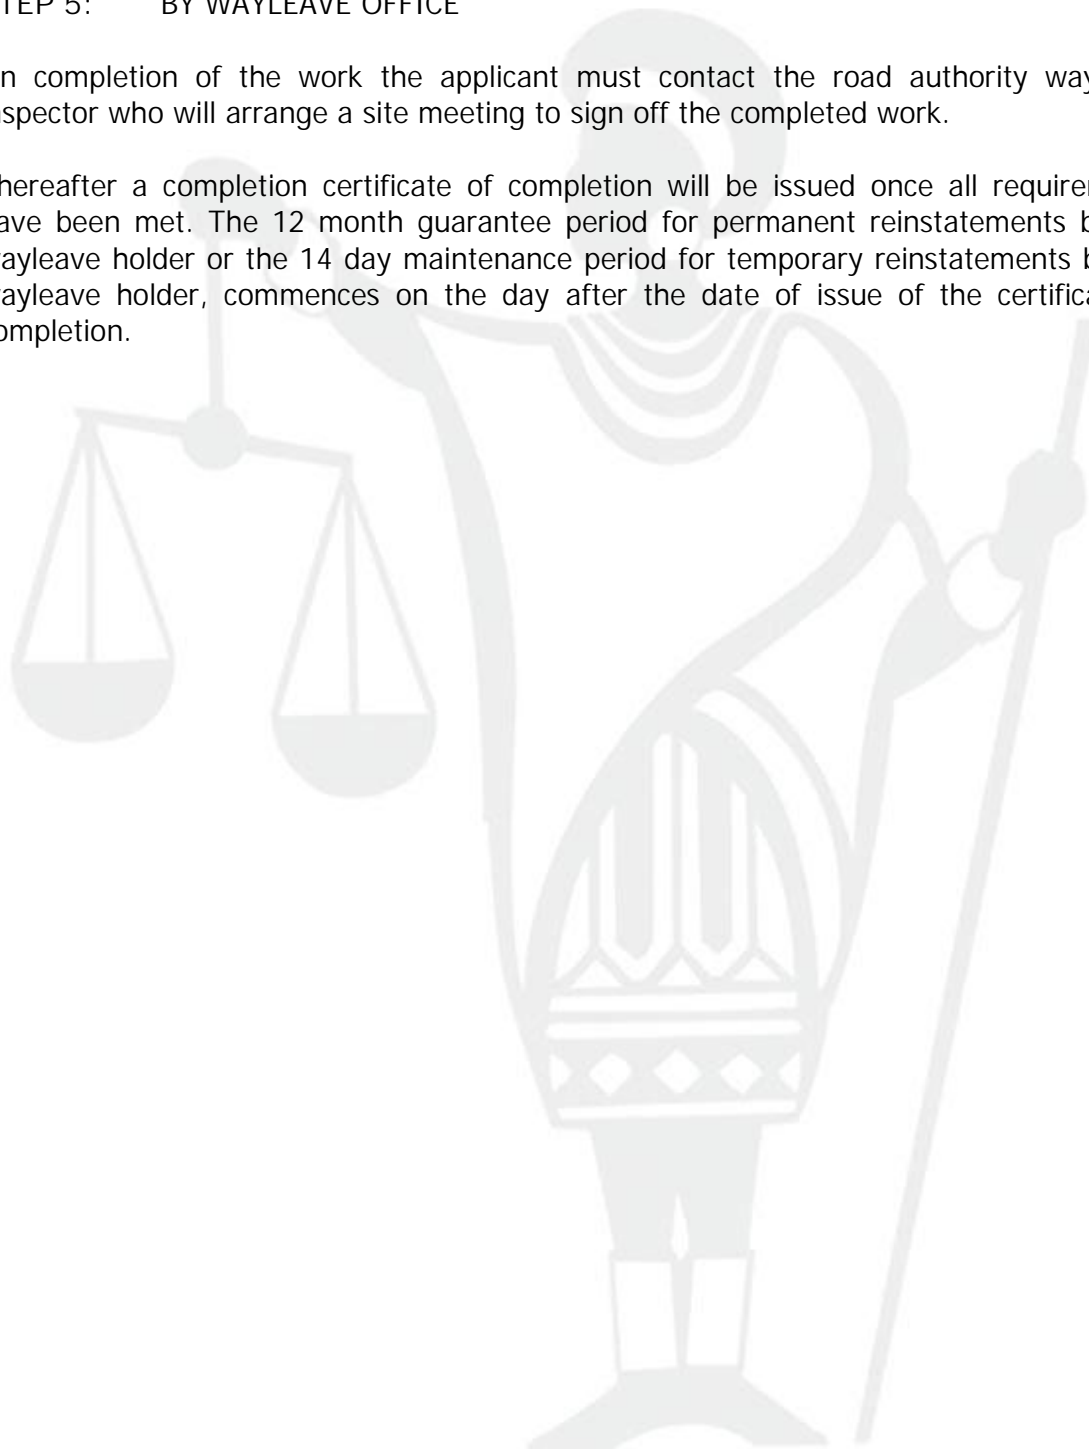 TEP 5: BY WAYLEAVE OFFICE
n completion of the work the applicant must contact the road authority way
nspector who will arrange a site meeting to sign off the completed work.
hereafter a completion certificate of completion will be issued once all requirem
ave been met. The 12 month guarantee period for permanent reinstatements b
ayleave holder or the 14 day maintenance period for temporary reinstatements b
ayleave holder, commences on the day after the date of issue of the certifica
ompletion.